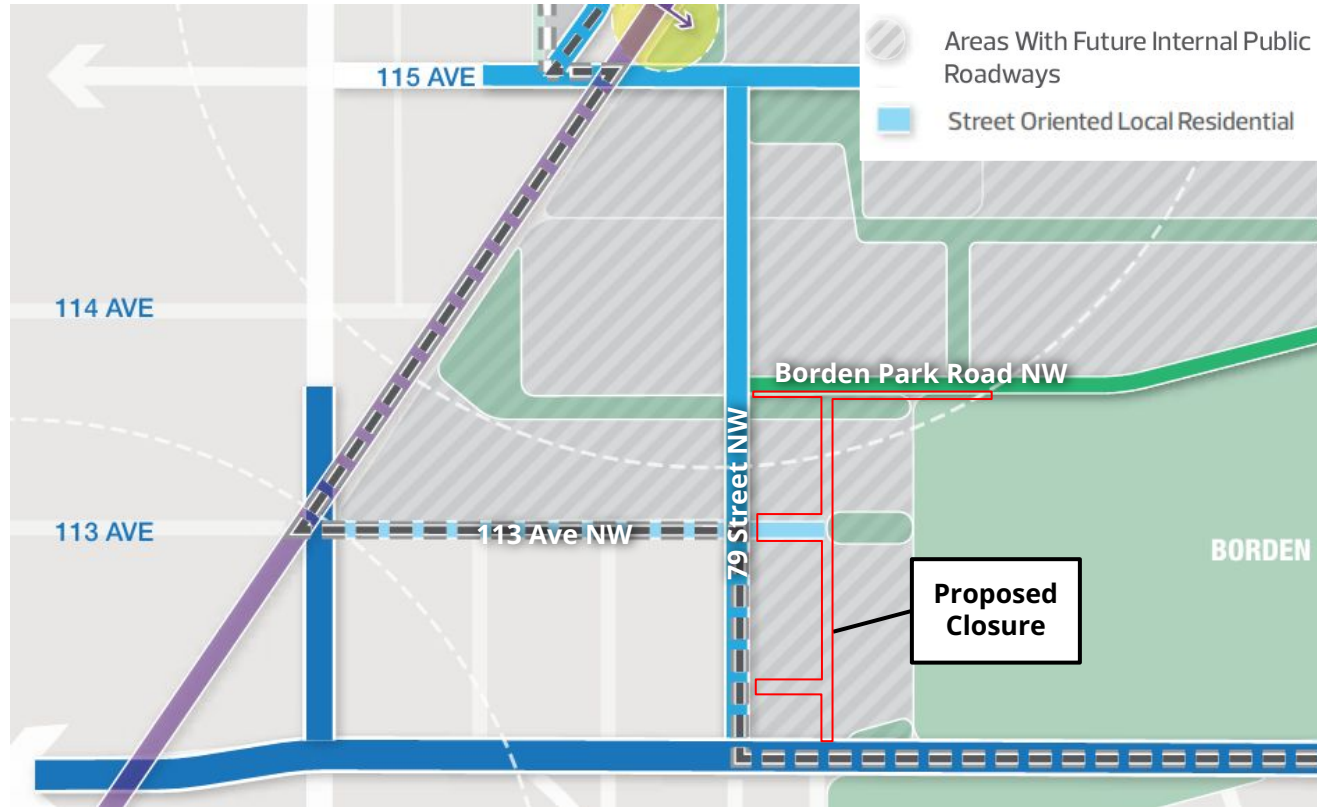 Areas With Future Internal Public
Roadways
115 AVE
Street Oriented Local Residential
114 AVE
Borden Park Road NW
79 Street NW
113 AVE
113 Ave NW
BORDEN
Proposed
Closure